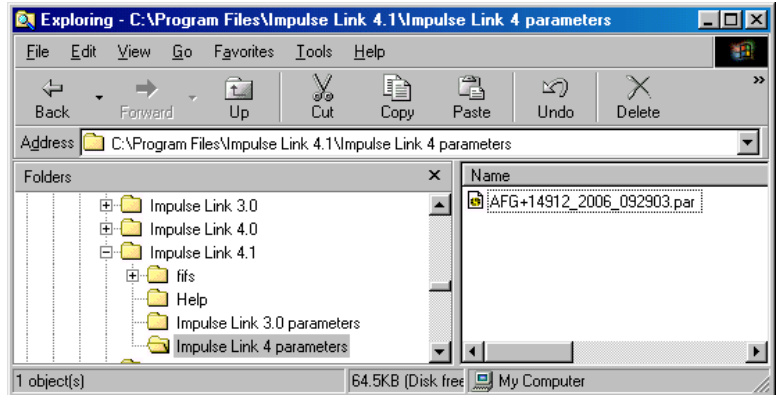 Exploring - C:\Program Files\Impulse Link 4.1\Impulse Link 4 parameters
File Edit View Go Favorites Tools Help
Back Forward Up Cut Copy Paste Undo Delete »
Address C:\Program Files\Impulse Link 4.1\Impulse Link 4 parameters
Folders x Name
Impulse Link 3.0
Impulse Link 4.0
Impulse Link 4.1
fifs
Help
Impulse Link 3.0 parameters
Impulse Link 4 parameters
AFG+14912_2006_092903.par
1 object(s) 64.5KB (Disk free My Computer